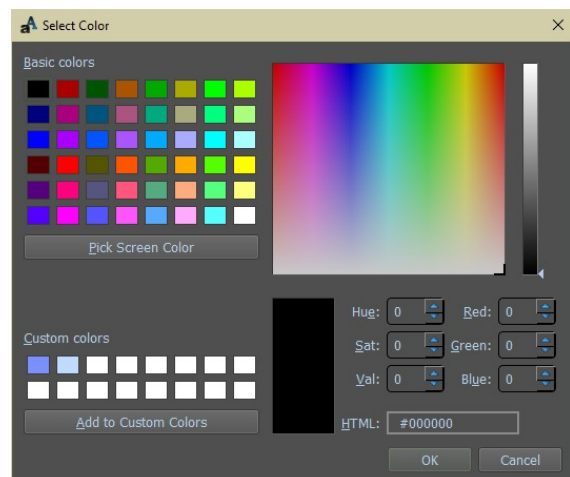 aA Select Color
Basic colors
Pick Screen Color
Hue: 0 Red: 0
Custom colors
Sat: 0 Green: 0
Val: 0 Blue: 0
Add to Custom Colors
HTML: #000000
OK Cancel